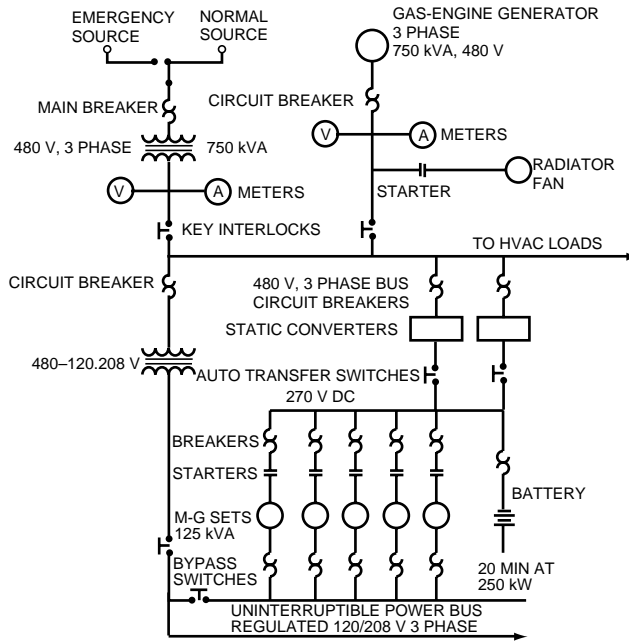 EMERGENCY
SOURCE
NORMAL
SOURCE
GAS-ENGINE GENERATOR
3 PHASE
750 kVA, 480 V
MAIN BREAKER
CIRCUIT BREAKER
480 V, 3 PHASE
750 kVA
V
A
METERS
V
A
METERS
STARTER
RADIATOR
FAN
KEY INTERLOCKS
TO HVAC LOADS
CIRCUIT BREAKER
480 V, 3 PHASE BUS
CIRCUIT BREAKERS
STATIC CONVERTERS
480–120.208 V
AUTO TRANSFER SWITCHES
270 V DC
BREAKERS
STARTERS
BATTERY
M-G SETS
125 kVA
BYPASS
SWITCHES
20 MIN AT
250 kW
UNINTERRUPTIBLE POWER BUS
REGULATED 120/208 V 3 PHASE